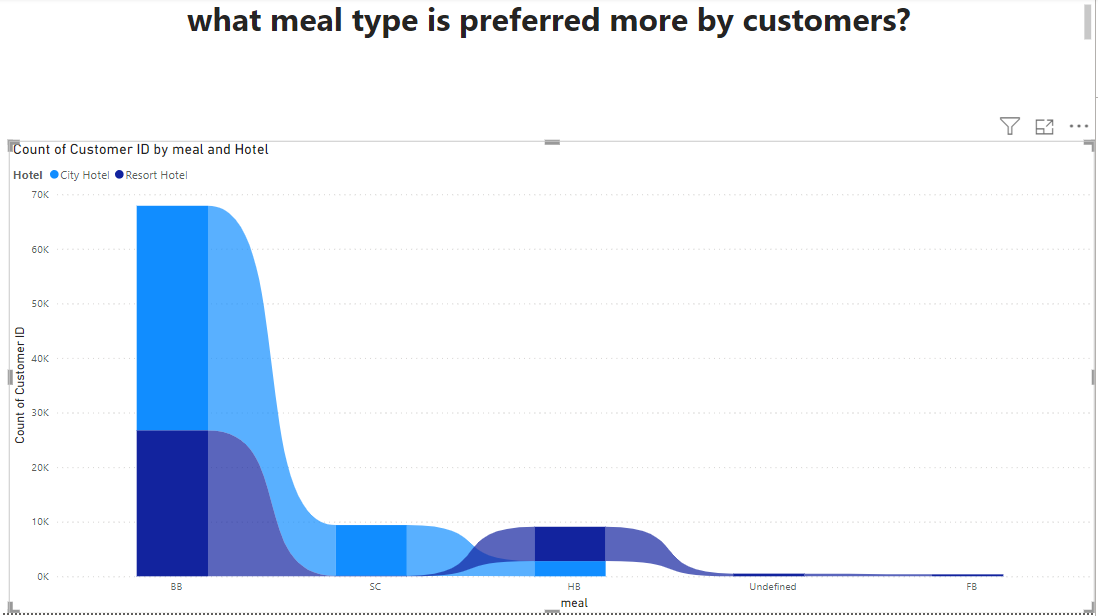 what meal type is preferred more by customers?
Count of Customer ID by meal and Hotel
Hotel City Hotel Resort Hotel
70K
60K
50K
40K
30K
20K
10K
0K
Count of Customer ID
BB SC HB Undefined FB
meal